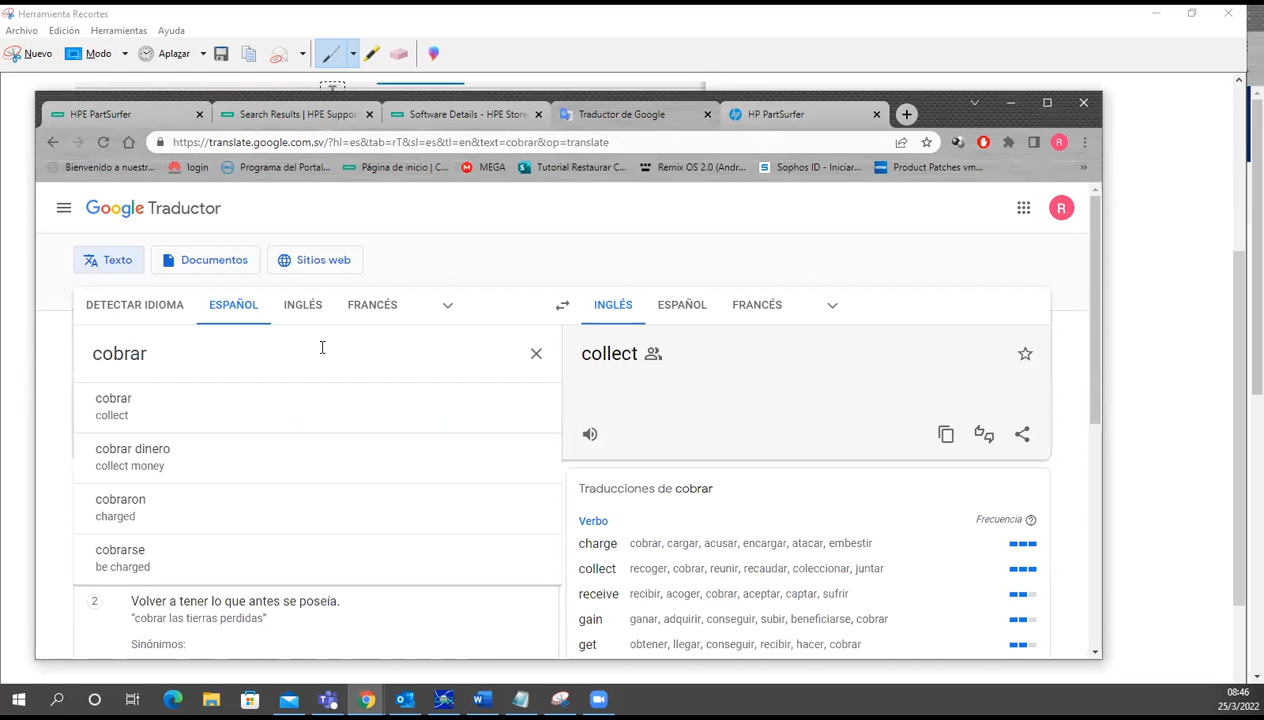 Herramienta Recortes
Archivo Edición Herramientas Ayuda
Nuevo Modo Aplazar
HPE PartSurfer Search Results | HPE Suppor Software Details - HPE Store Traductor de Google HP PartSurfer
https://translate.google.com.sv/?hl=es&tab=rT&sl=es&tl=en&text=cobrar&op=translate
R
Bienvenido a nuestr... login Programa del Portal... Página de inicio | C... MEGA Tutorial Restaurar C... Remix OS 2.0 (Andr... Sophos ID - Iniciar... Product Patches vm... »
Google Traductor
R
Texto Documentos Sitios web
DETECTAR IDIOMA ESPAÑOL INGLÉS FRANCÉS INGLÉS ESPAÑOL FRANCÉS
cobrar
collect
cobrar
collect
cobrar dinero
collect money
cobraron
charged
cobrarse
be charged
2 Volver a tener lo que antes se poseía.
“cobrar las tierras perdidas”
Sinónimos:
Traducciones de cobrar
Verbo Frecuencia
charge cobrar, cargar, acusar, encargar, atacar, embestir
collect recoger, cobrar, reunir, recaudar, coleccionar, juntar
receive recibir, acoger, cobrar, aceptar, captar, sufrir
gain ganar, adquirir, conseguir, subir, beneficiarse, cobrar
get obtener, llegar, conseguir, recibir, hacer, cobrar
08:46
25/3/2022